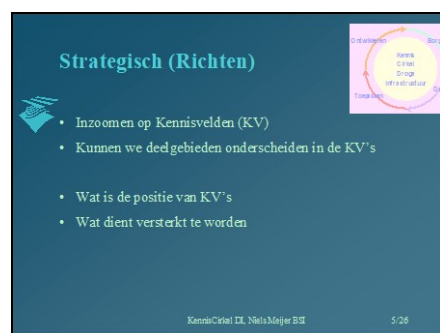 Strategisch (Richten)
Ontwikkelen
Kennis
Cirkel
Droge
Infrastructuur
Toepassen
• Inzoomen op Kennisvelden (KV)
• Kunnen we deelgebieden onderscheiden in de KV's
• Wat is de positie van KV's
• Wat dient versterkt te worden
KennisCirkel DI, Niels Meijer BSI
5/26